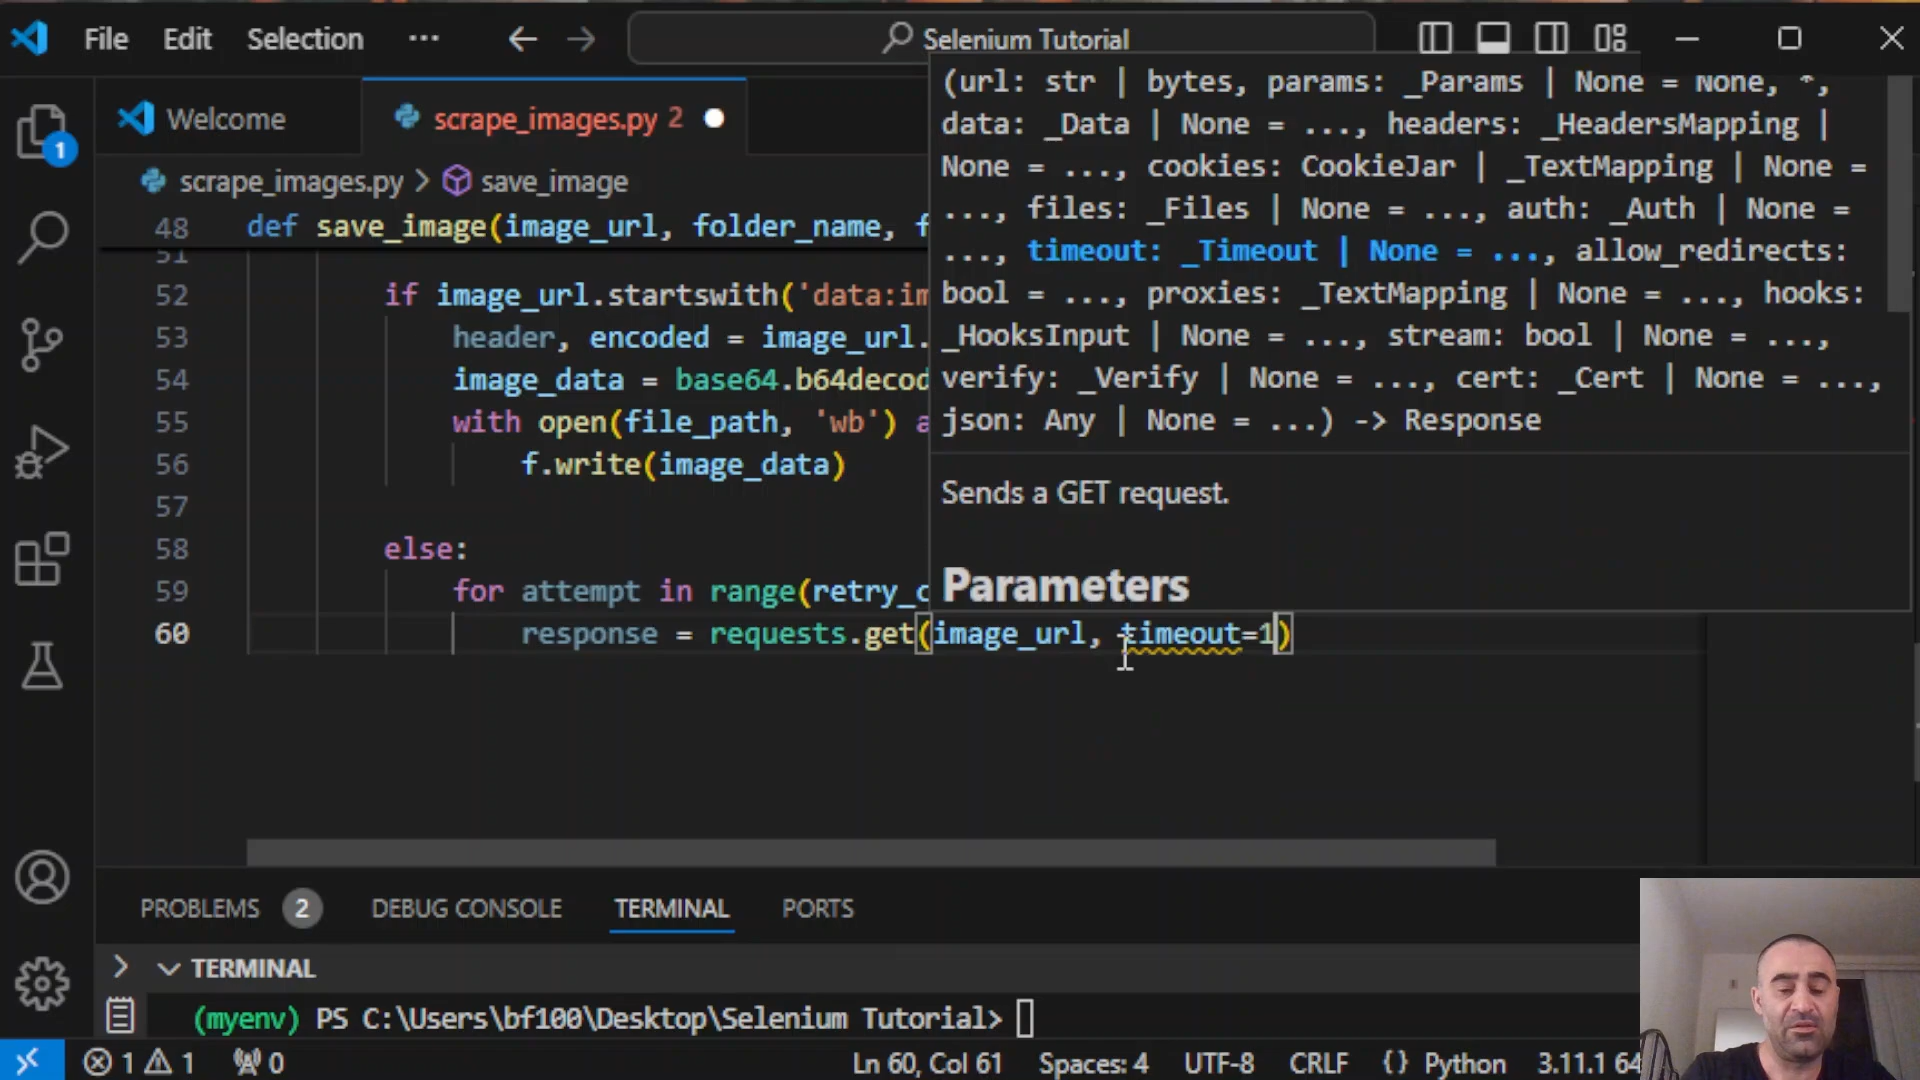 File Edit Selection ··· Selenium Tutorial
Welcome scrape_images.py 2
scrape_images.py > save_image
48 def save_image(image_url, folder_name, f
51
52 if image_url.startswith('data:im
53 header, encoded = image_url.
54 image_data = base64.b64decod
55 with open(file_path, 'wb') a
56 f.write(image_data)
57
58 else:
59 for attempt in range(retry_c
60 response = requests.get(image_url, timeout=1)
(url: str | bytes, params: _Params | None = None, *,
data: _Data | None = ..., headers: _HeadersMapping |
None = ..., cookies: CookieJar | _TextMapping | None =
..., files: _Files | None = ..., auth: _Auth | None =
..., timeout: _Timeout | None = ..., allow_redirects:
bool = ..., proxies: _TextMapping | None = ..., hooks:
_HooksInput | None = ..., stream: bool | None = ...,
verify: _Verify | None = ..., cert: _Cert | None = ...,
json: Any | None = ...) -> Response
Sends a GET request.
Parameters
1
PROBLEMS 2 DEBUG CONSOLE TERMINAL PORTS
TERMINAL
(myenv) PS C:\Users\bf100\Desktop\Selenium Tutorial>
1 1 0 Ln 60, Col 61 Spaces: 4 UTF-8 CRLF {} Python 3.11.1 64